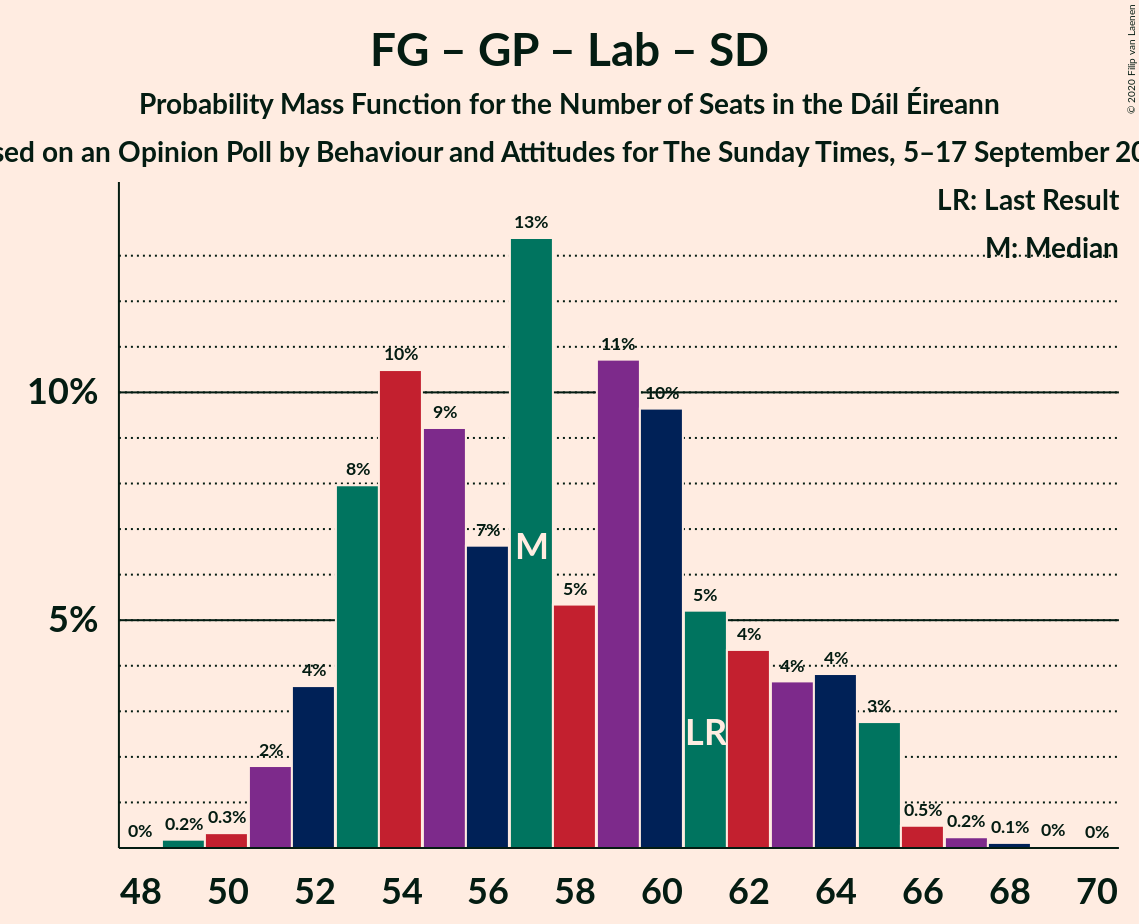 FG – GP – Lab – SD
Probability Mass Function for the Number of Seats in the Dáil Éireann
on an Opinion Poll by Behaviour and Attitudes for The Sunday Times, 5–17 September
© 2020 Filip van Laenen
LR: Last Result
M: Median
10%
5%
0% 0.2% 0.3% 2% 4% 8% 10% 9% 7% 13% 5% 11% 10% 5% 4% 4% 4% 3% 0.5% 0.2% 0.1% 0% 0%
M
LR
48 50 52 54 56 58 60 62 64 66 68 70